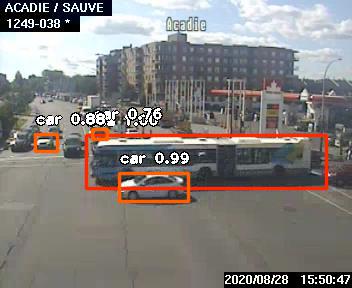 ACADIE / SAUVE
1249-038 *
Acadie
car 0.76
car 0.88
car 0.99
2020/08/28 15:50:47